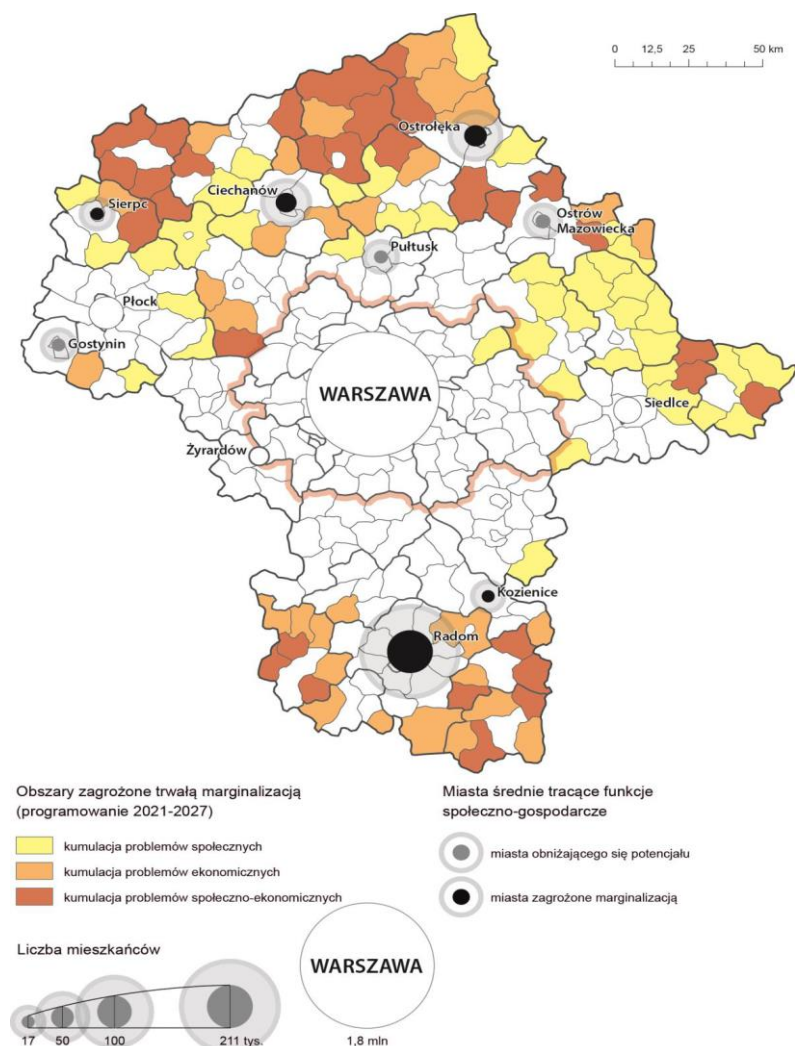 0 12,5 25 50 km
Ostrołęka
Ciechanów
Sierpc
Ostrów
Mazowiecka
Pułtusk
Płock
Gostynin
WARSZAWA
Siedlce
Żyrardów
Kozienice
Radom
Obszary zagrożone trwałą marginalizacją
(programowanie 2021-2027)
kumulacja problemów społecznych
kumulacja problemów ekonomicznych
kumulacja problemów społeczno-ekonomicznych
Miasta średnie tracące funkcje
społeczno-gospodarcze
miasta obniżającego się potencjału
miasta zagrożone marginalizacją
Liczba mieszkańców
17 50 100 211 tys.
WARSZAWA
1,8 mln